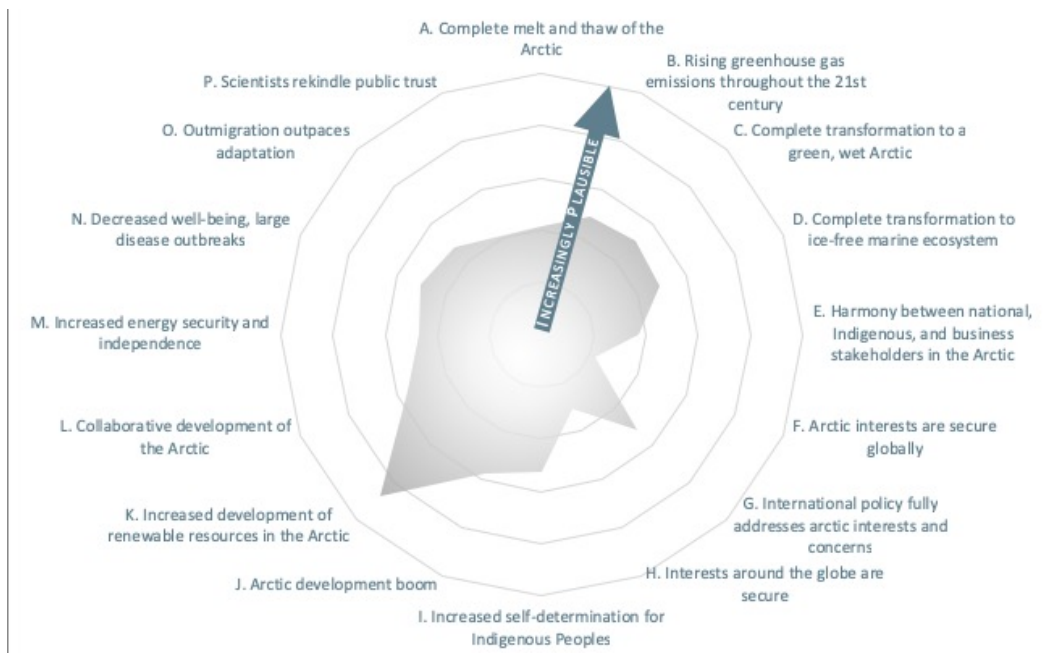 A. Complete melt and thaw of the
Arctic
B. Rising greenhouse gas
emissions throughout the 21st
century
C. Complete transformation to a
green, wet Arctic
D. Complete transformation to
ice-free marine ecosystem
E. Harmony between national,
Indigenous, and business
stakeholders in the Arctic
F. Arctic interests are secure
globally
G. International policy fully
addresses arctic interests and
concerns
H. Interests around the globe are
secure
I. Increased self-determination for
Indigenous Peoples
J. Arctic development boom
K. Increased development of
renewable resources in the Arctic
L. Collaborative development of
the Arctic
M. Increased energy security and
independence
N. Decreased well-being, large
disease outbreaks
O. Outmigration outpaces
adaptation
P. Scientists rekindle public trust
INCREASINGLY PLAUSIBLE